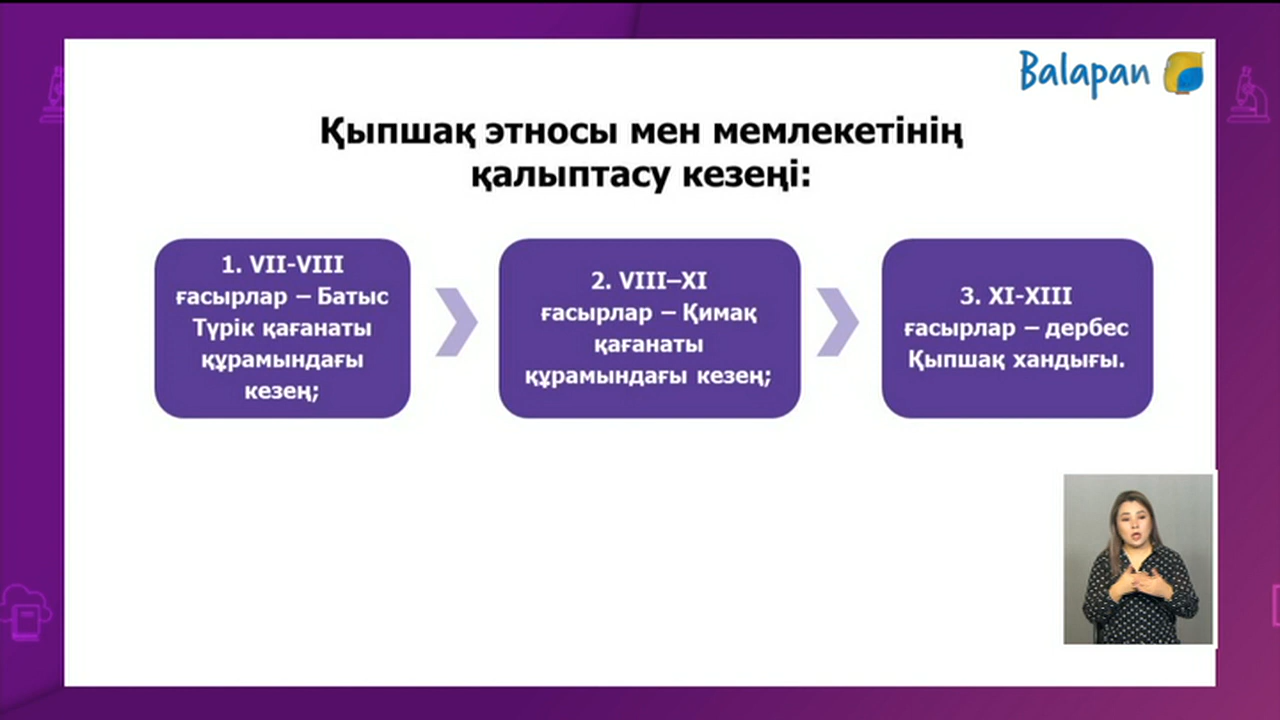 Balapan
Қыпшақ этносы мен мемлекетінің
қалыптасу кезеңі:
1. VII-VIII
ғасырлар – Батыс
Түрік қағанаты
құрамындағы
кезең;
2. VIII–XI
ғасырлар – Қимақ
қағанаты
құрамындағы кезең;
3. XI-XIII
ғасырлар – дербес
Қыпшақ хандығы.